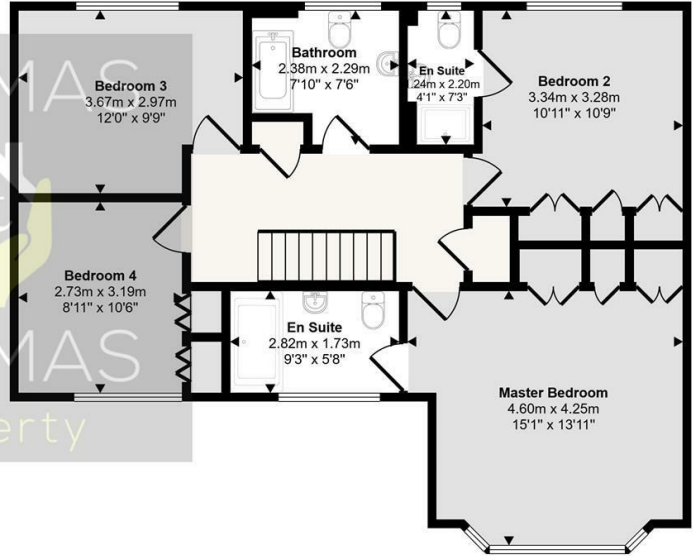 Bedroom 3
3.67m x 2.97m
12'0" x 9'9"
Bathroom
2.38m x 2.29m
7'10" x 7'6"
En Suite
.24m x 2.20m
4'1" x 7'3"
Bedroom 2
3.34m x 3.28m
10'11" x 10'9"
MAS
Bedroom 4
2.73m x 3.19m
8'11" x 10'6"
En Suite
2.82m x 1.73m
9'3" x 5'8"
Master Bedroom
4.60m x 4.25m
15'1" x 13'11"
MAS
erty